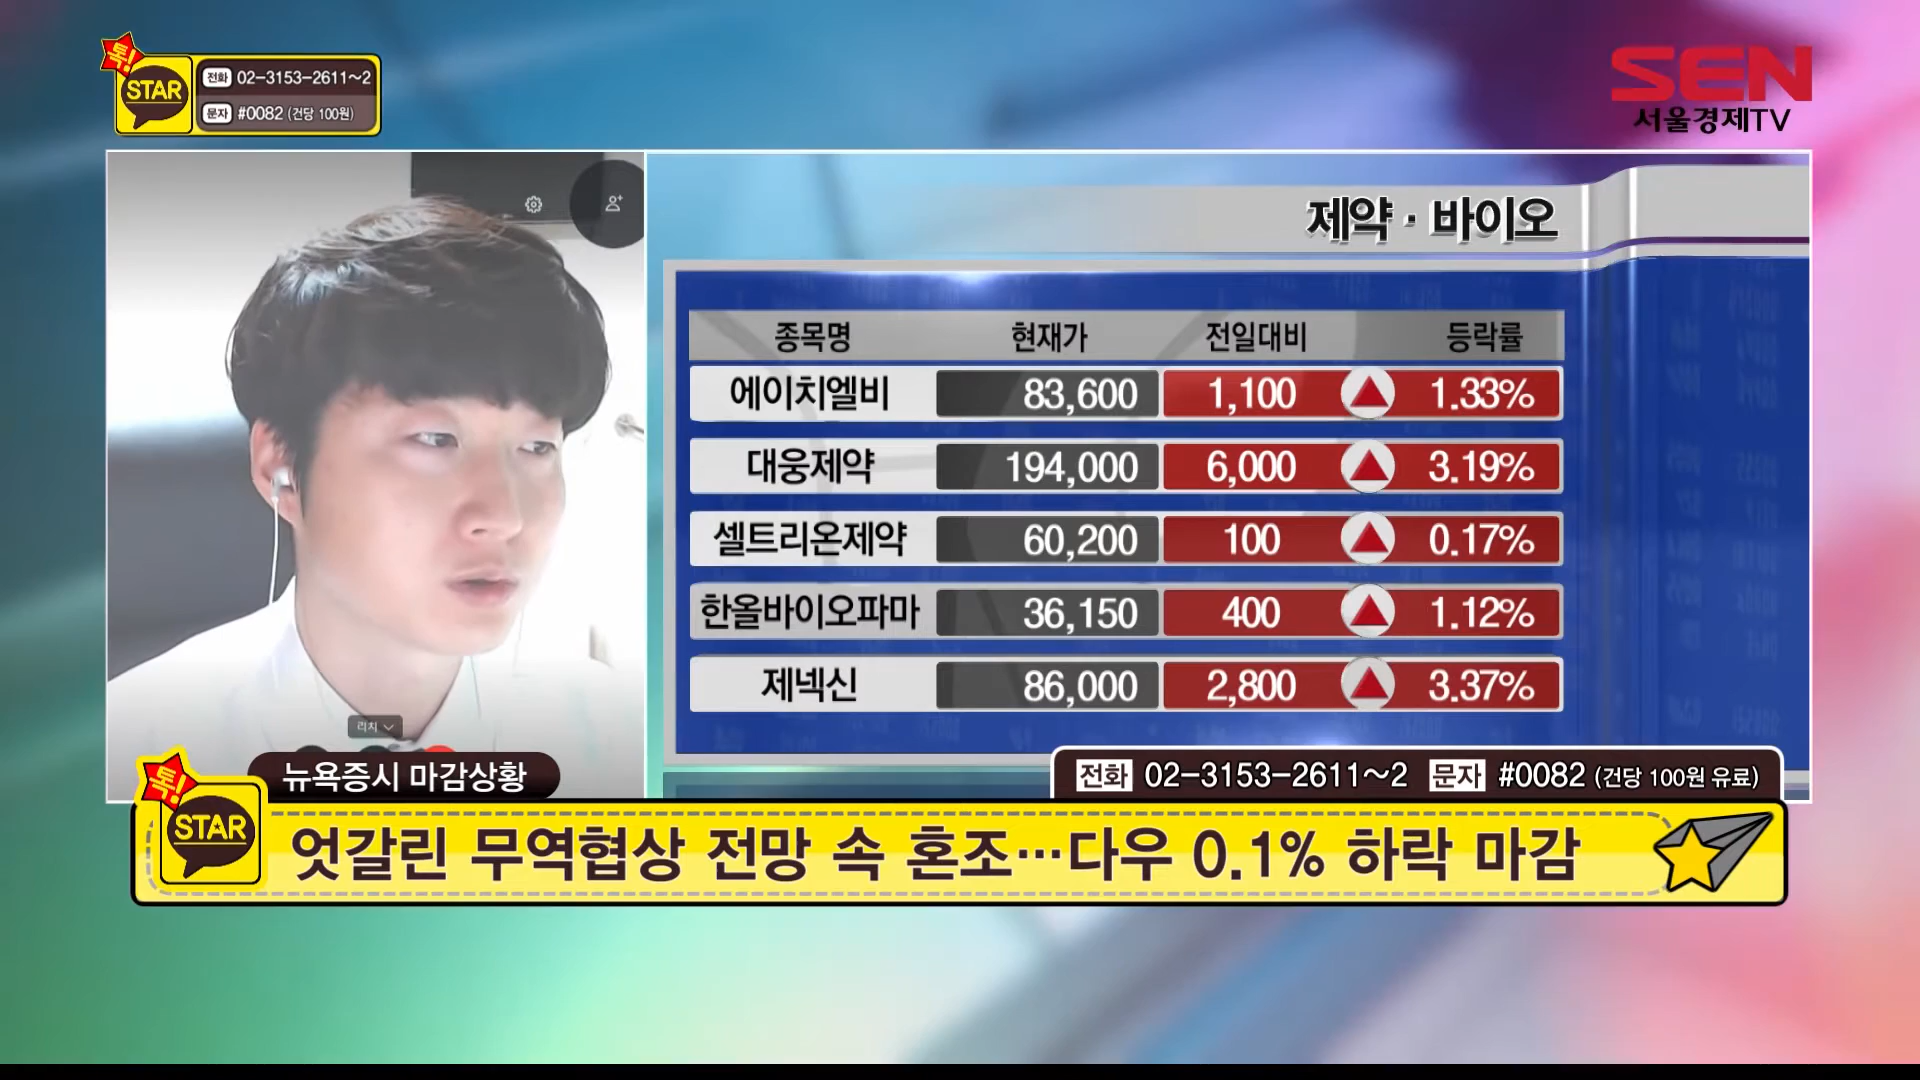 톡!
STAR
전화 02-3153-2611~2
문자 #0082 (건당 100원)
SEN
서울경제TV
제약·바이오
종목명 현재가 전일대비 등락률
에이치엘비 83,600 1,100 ▲ 1.33%
대웅제약 194,000 6,000 ▲ 3.19%
셀트리온제약 60,200 100 ▲ 0.17%
한올바이오파마 36,150 400 ▲ 1.12%
제넥신 86,000 2,800 ▲ 3.37%
리치
뉴욕증시 마감상황
전화 02-3153-2611~2 문자 #0082 (건당 100원 유료)
톡!
STAR
엇갈린 무역협상 전망 속 혼조…다우 0.1% 하락 마감